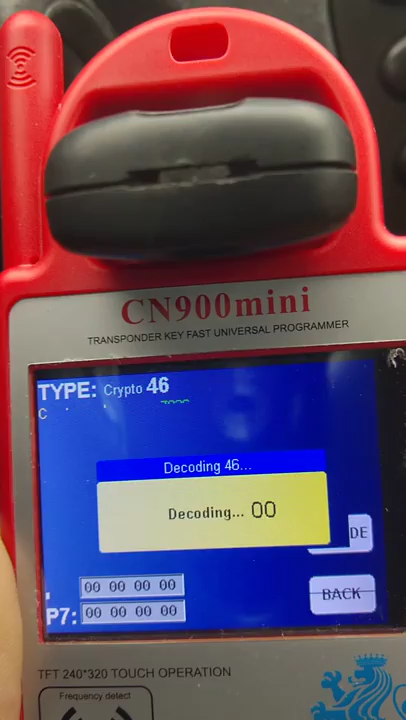 CN900mini
TRANSPONDER KEY FAST UNIVERSAL PROGRAMMER
TYPE: Crypto 46
C
Decoding 46...
Decoding... 00
DE
00 00 00 00
BACK
P7: 00 00 00 00
TFT 240*320 TOUCH OPERATION
Frequency detect